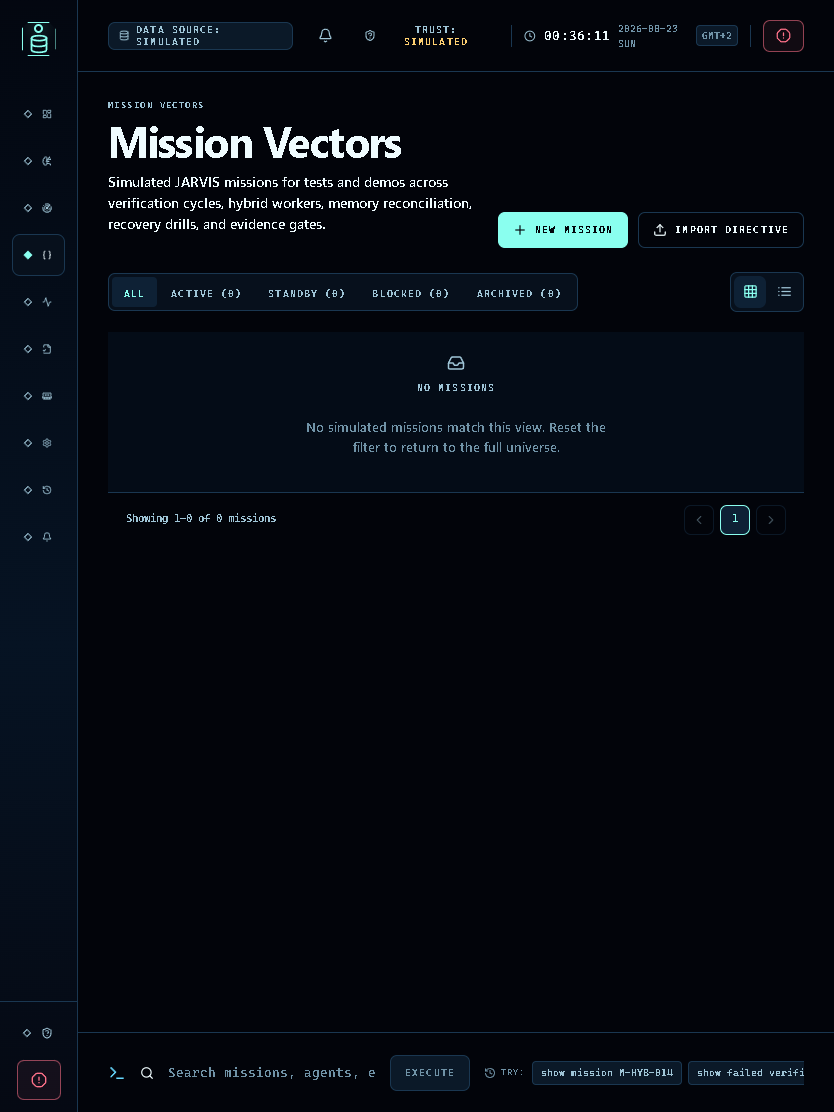 DATA SOURCE:
SIMULATED
TRUST:
SIMULATED
00:36:11
2026-08-23
SUN
GMT+2
MISSION VECTORS
Mission Vectors
Simulated JARVIS missions for tests and demos across
verification cycles, hybrid workers, memory reconciliation,
recovery drills, and evidence gates.
NEW MISSION
IMPORT DIRECTIVE
ALL
ACTIVE (0)
STANDBY (0)
BLOCKED (0)
ARCHIVED (0)
NO MISSIONS
No simulated missions match this view. Reset the
filter to return to the full universe.
Showing 1–0 of 0 missions
1
Search missions, agents, e
EXECUTE
TRY:
show mission M-HYB-014
show failed verifi